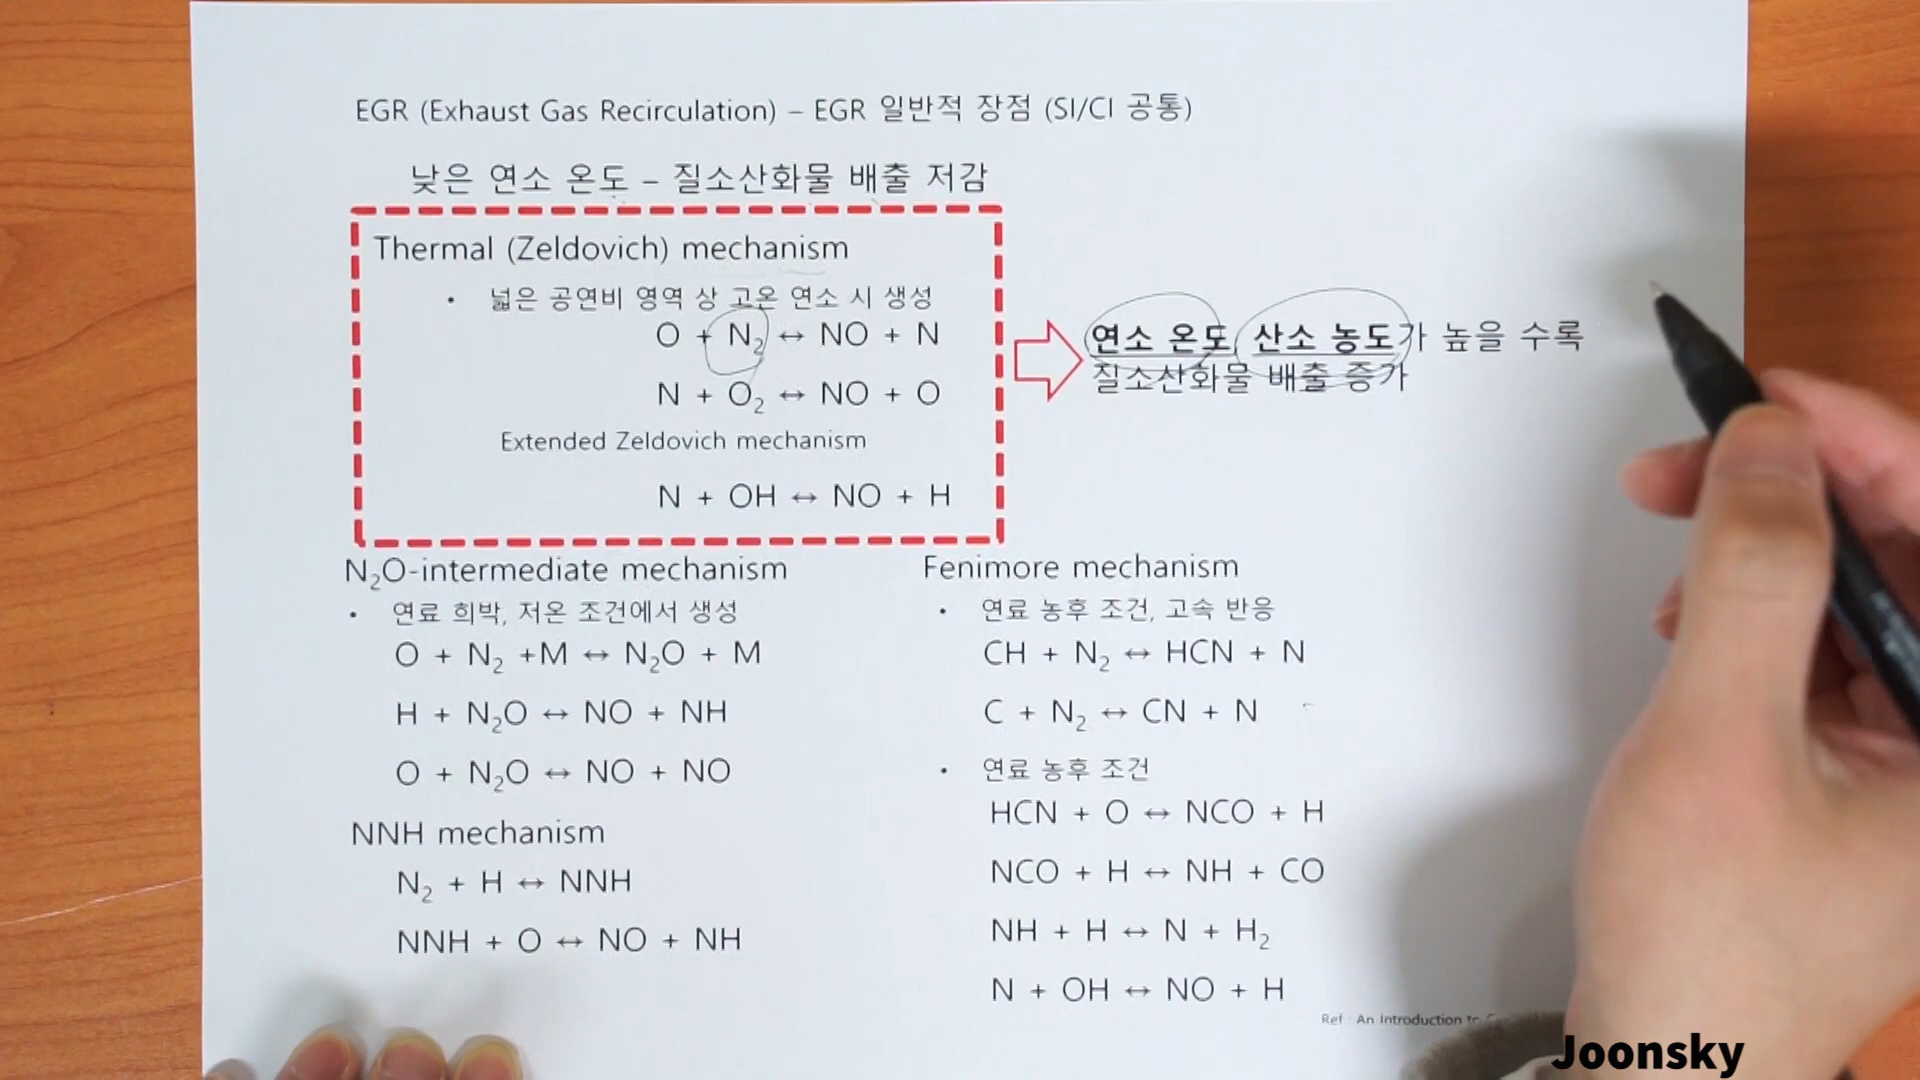 EGR (Exhaust Gas Recirculation) – EGR 일반적 장점 (SI/CI 공통)
낮은 연소 온도 – 질소산화물 배출 저감
Thermal (Zeldovich) mechanism
• 넓은 공연비 영역 상 고온 연소 시 생성
O + N₂ ↔ NO + N
N + O₂ ↔ NO + O
Extended Zeldovich mechanism
N + OH ↔ NO + H
연소 온도, 산소 농도가 높을 수록
질소산화물 배출 증가
N₂O-intermediate mechanism
• 연료 희박, 저온 조건에서 생성
O + N₂ +M ↔ N₂O + M
H + N₂O ↔ NO + NH
O + N₂O ↔ NO + NO
NNH mechanism
N₂ + H ↔ NNH
NNH + O ↔ NO + NH
Fenimore mechanism
• 연료 농후 조건, 고속 반응
CH + N₂ ↔ HCN + N
C + N₂ ↔ CN + N
• 연료 농후 조건
HCN + O ↔ NCO + H
NCO + H ↔ NH + CO
NH + H ↔ N + H₂
N + OH ↔ NO + H
Ref : An Introduction to
Joonsky